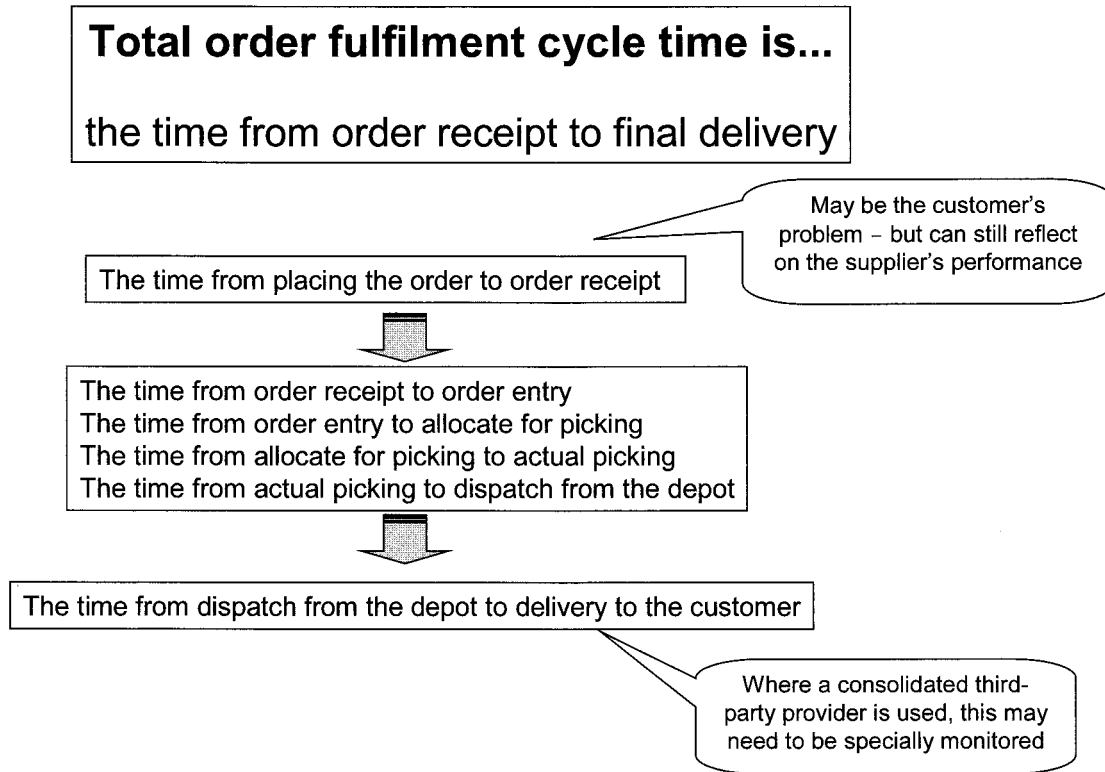 Total order fulfilment cycle time is...
the time from order receipt to final delivery
May be the customer's
problem – but can still reflect
on the supplier's performance
The time from placing the order to order receipt
The time from order receipt to order entry
The time from order entry to allocate for picking
The time from allocate for picking to actual picking
The time from actual picking to dispatch from the depot
The time from dispatch from the depot to delivery to the customer
Where a consolidated third-
party provider is used, this may
need to be specially monitored